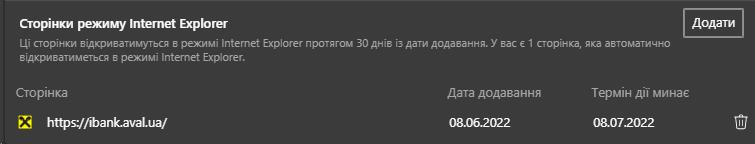 Сторінки режиму Internet Explorer
Додати
Ці сторінки відкриватимуться в режимі Internet Explorer протягом 30 днів із дати додавання. У вас є 1 сторінка, яка автоматично
відкриватиметься в режимі Internet Explorer.
Сторінка Дата додавання Термін дії минає
https://ibank.aval.ua/ 08.06.2022 08.07.2022